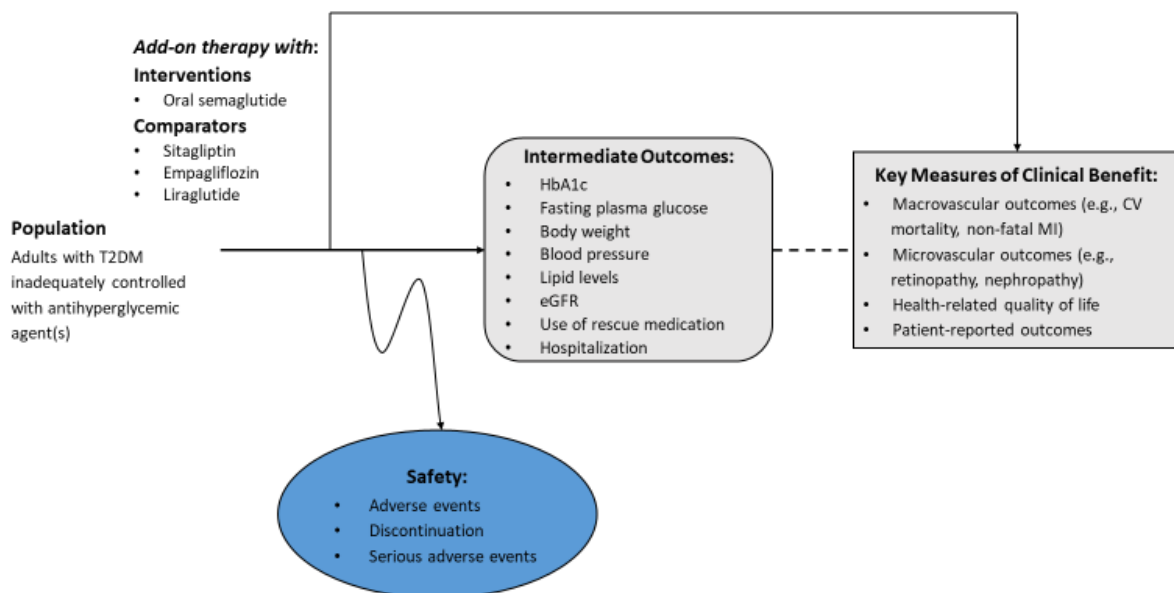 Add-on therapy with:
Interventions
• Oral semaglutide
Comparators
• Sitagliptin
• Empagliflozin
• Liraglutide
Population
Adults with T2DM
inadequately controlled
with antihyperglycemic
agent(s)
Intermediate Outcomes:
• HbA1c
• Fasting plasma glucose
• Body weight
• Blood pressure
• Lipid levels
• eGFR
• Use of rescue medication
• Hospitalization
Key Measures of Clinical Benefit:
• Macrovascular outcomes (e.g., CV
mortality, non-fatal MI)
• Microvascular outcomes (e.g.,
retinopathy, nephropathy)
• Health-related quality of life
• Patient-reported outcomes
Safety:
• Adverse events
• Discontinuation
• Serious adverse events